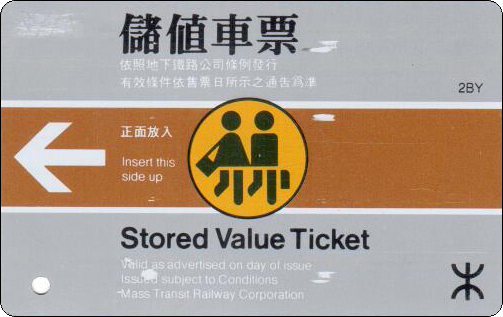 儲值車票
依照地下鐵路公司條例發行
有效條件依售票日所示之通告爲準
2BY
正面放入
Insert this
side up
Stored Value Ticket
Valid as advertised on day of issue
Issued subject to Conditions
Mass Transit Railway Corporation